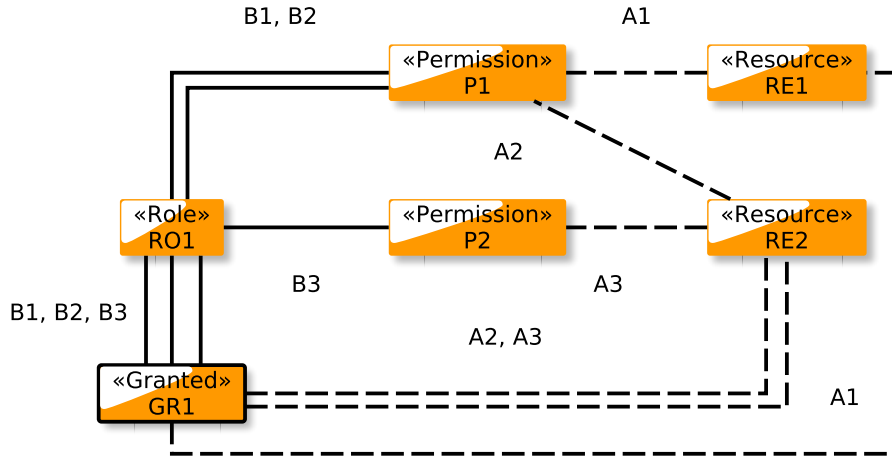 B1, B2
A1
«Permission»
P1
«Resource»
RE1
A2
«Role»
RO1
«Permission»
P2
«Resource»
RE2
B3
A3
B1, B2, B3
A2, A3
«Granted»
GR1
A1